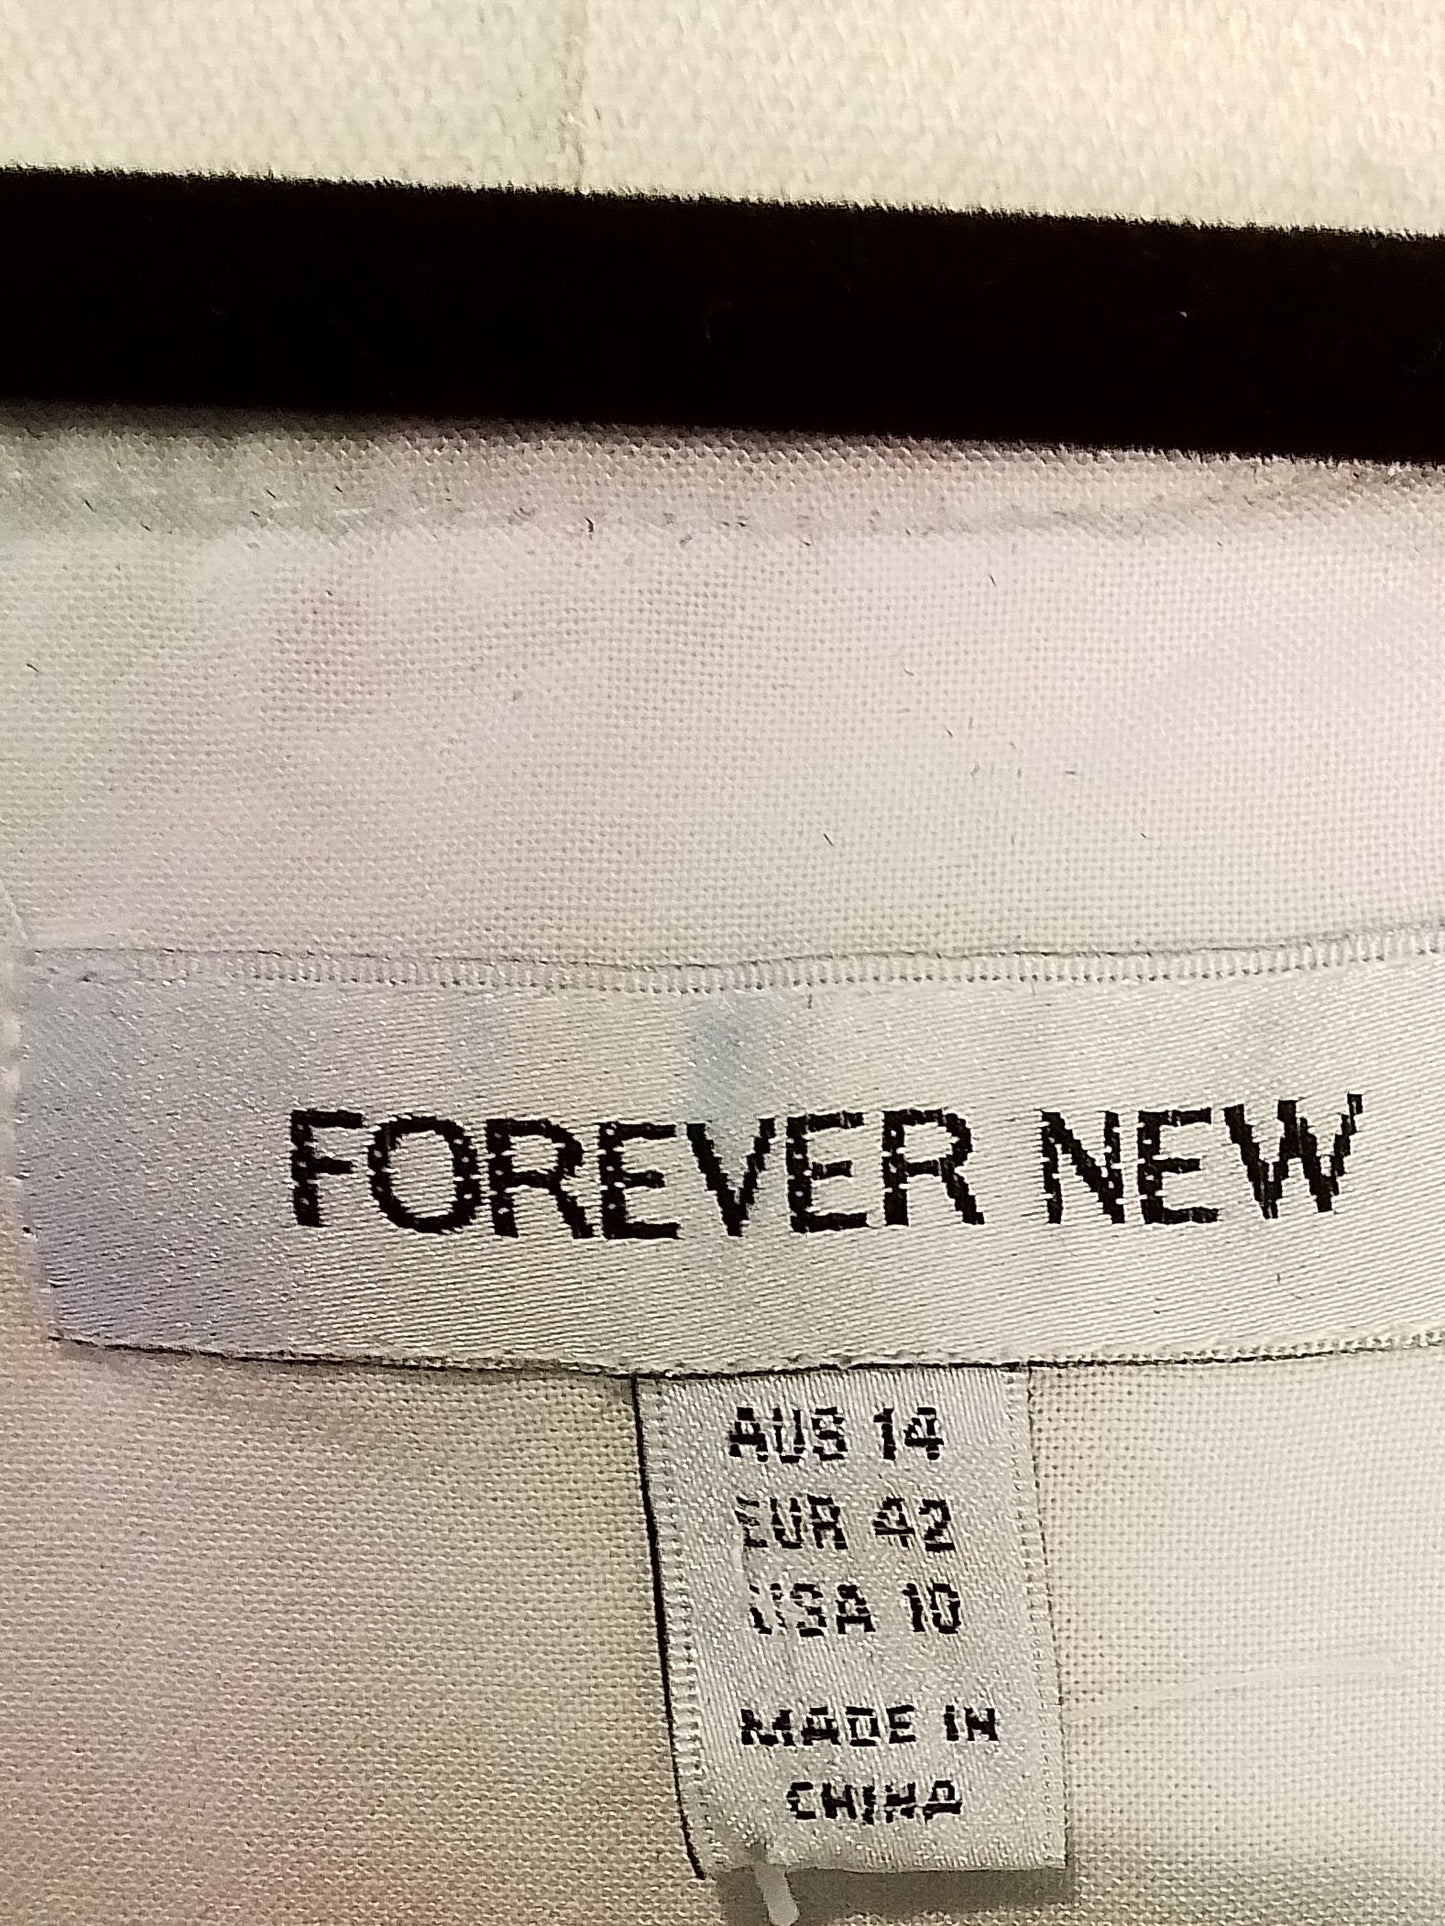 FOREVER NEW
AUS 14
EUR 42
USA 10
MADE IN
CHINA